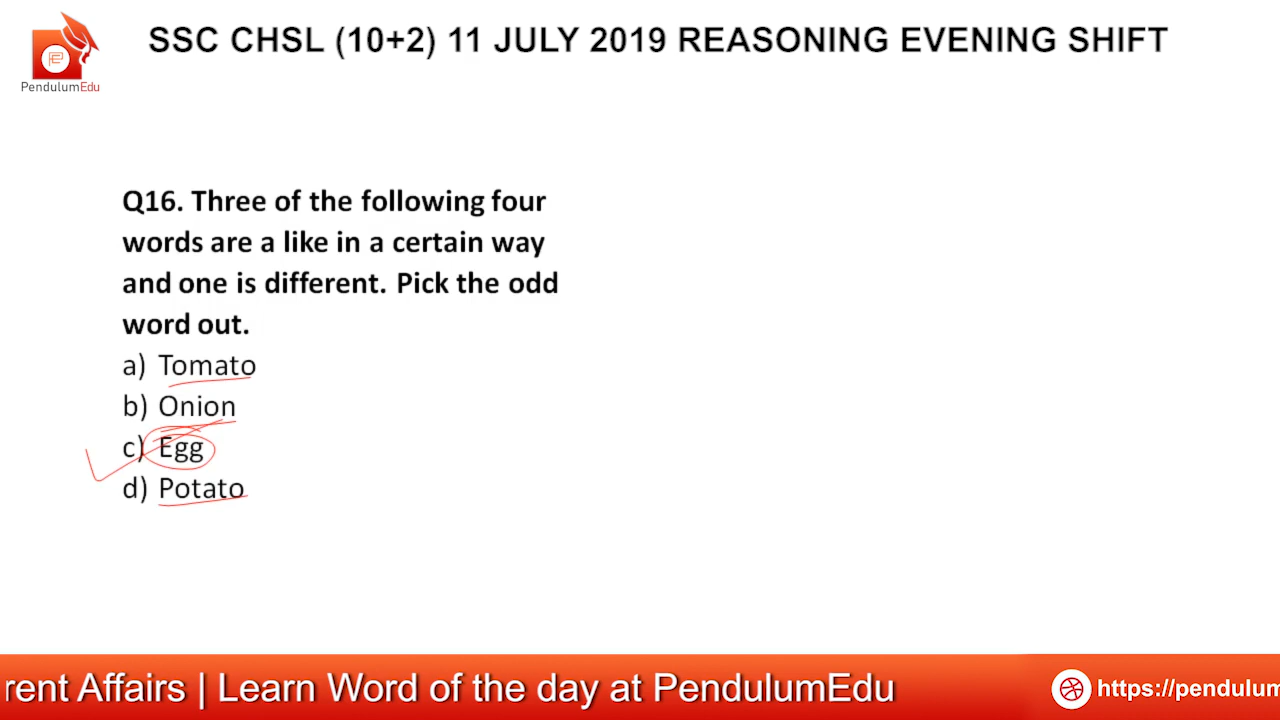 SSC CHSL (10+2) 11 JULY 2019 REASONING EVENING SHIFT
PendulumEdu
Q16. Three of the following four
words are a like in a certain way
and one is different. Pick the odd
word out.
a) Tomato
b) Onion
c) Egg
d) Potato
rent Affairs | Learn Word of the day at PendulumEdu
https://pendulum